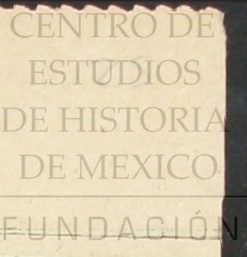 CENTRO DE
ESTUDIOS
DE HISTORIA
DE MEXICO
FUNDACIÓN